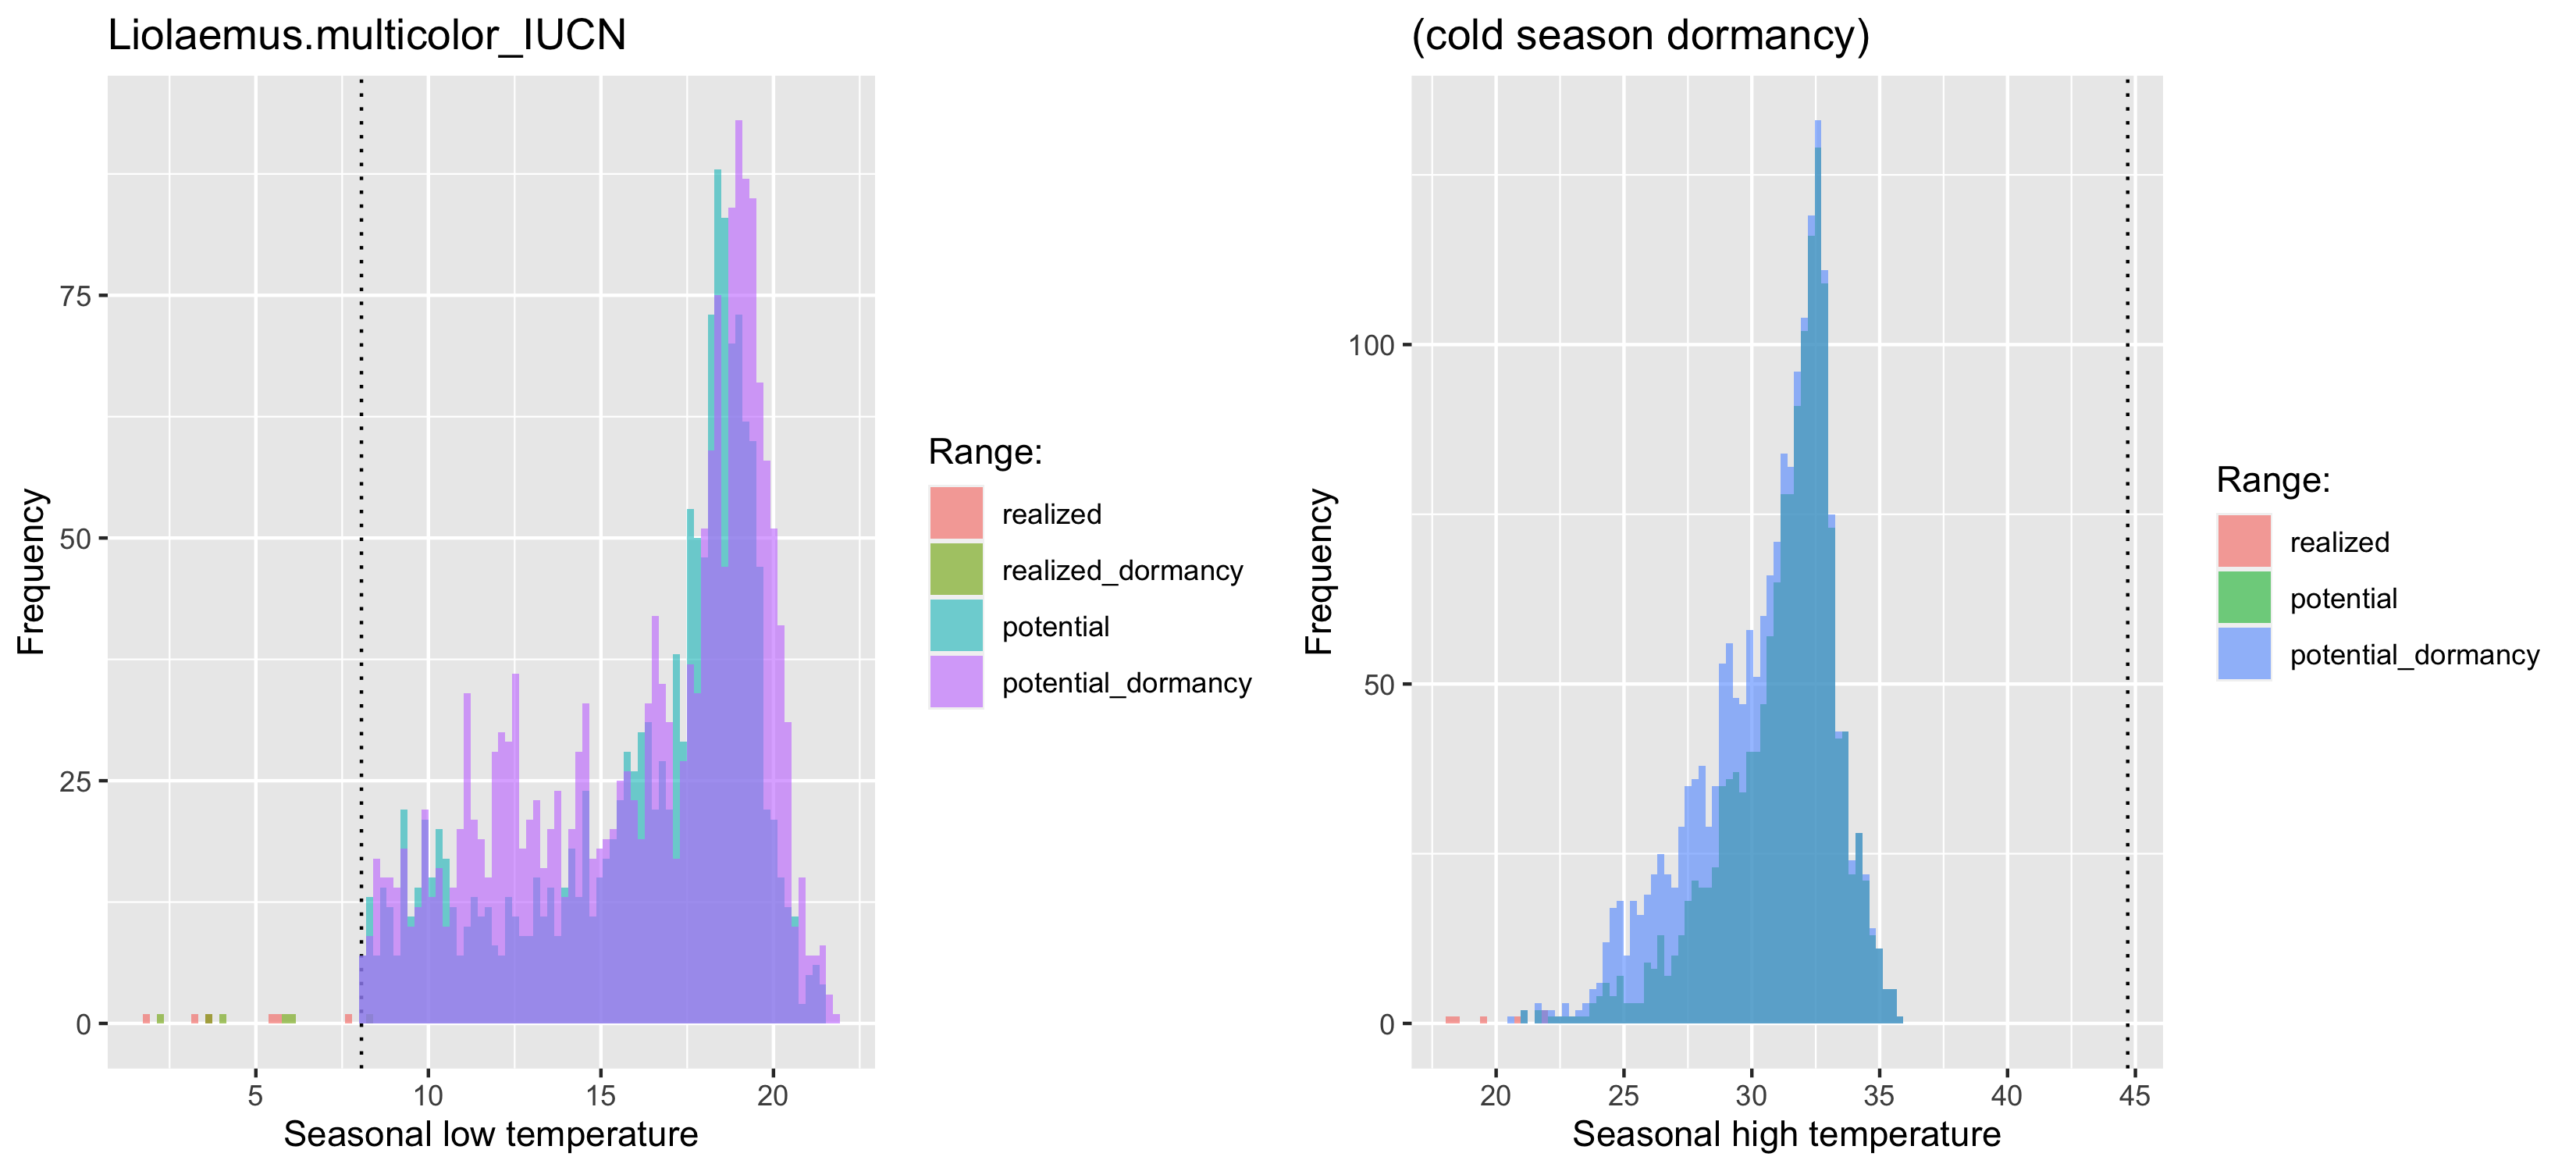 Liolaemus.multicolor_IUCN
Frequency
75
50
25
0
5 10 15 20
Seasonal low temperature
Range:
realized
realized_dormancy
potential
potential_dormancy
(cold season dormancy)
Frequency
100
50
0
20 25 30 35 40 45
Seasonal high temperature
Range:
realized
potential
potential_dormancy